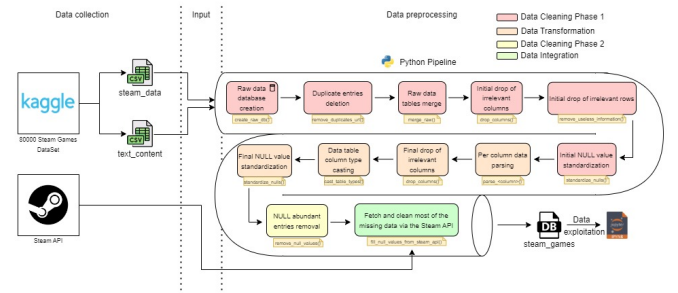 Data collection
Input
Data preprocessing
Data Cleaning Phase 1
Data Transformation
Data Cleaning Phase 2
Data Integration
Python Pipeline
kaggle
80000 Steam Games
DataSet
CSV
steam_data
CSV
text_content
Raw data
database
creation
create_raw_db()
Duplicate entries
deletion
remove_duplicates_url()
Raw data
tables merge
merge_raw()
Initial drop of
irrelevant
columns
drop_columns()
Initial drop of irrelevant rows
remove_useless_information()
Final NULL value
standardization
standardize_nulls()
Data table
column type
casting
cast_table_types()
Final drop of
irrelevant
columns
drop_columns()
Per column data
parsing
parse_<column>()
Initial NULL value
standardization
standardize_nulls()
Steam API
NULL abundant
entries removal
remove_null_values()
Fetch and clean most of the
missing data via the Steam API
fill_null_values_from_steam_api()
DB
steam_games
Data
exploitation